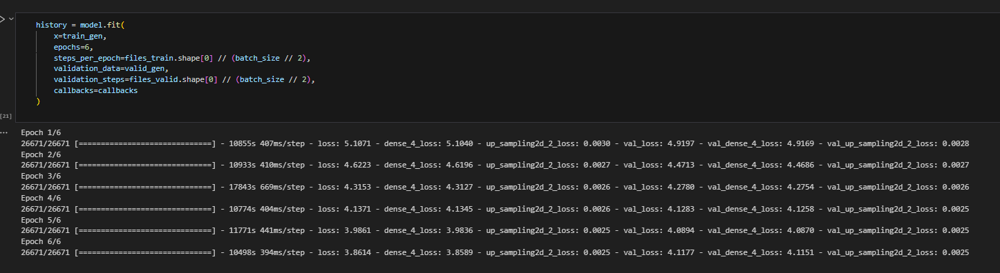 history = model.fit(
x=train_gen,
epochs=6,
steps_per_epoch=files_train.shape[0] // (batch_size // 2),
validation_data=valid_gen,
validation_steps=files_valid.shape[0] // (batch_size // 2),
callbacks=callbacks
)
[21]
... Epoch 1/6
26671/26671 [==============================] - 10855s 407ms/step - loss: 5.1071 - dense_4_loss: 5.1040 - up_sampling2d_2_loss: 0.0030 - val_loss: 4.9197 - val_dense_4_loss: 4.9169 - val_up_sampling2d_2_loss: 0.0028
Epoch 2/6
26671/26671 [==============================] - 10933s 410ms/step - loss: 4.6223 - dense_4_loss: 4.6196 - up_sampling2d_2_loss: 0.0027 - val_loss: 4.4713 - val_dense_4_loss: 4.4686 - val_up_sampling2d_2_loss: 0.0027
Epoch 3/6
26671/26671 [==============================] - 17843s 669ms/step - loss: 4.3153 - dense_4_loss: 4.3127 - up_sampling2d_2_loss: 0.0026 - val_loss: 4.2780 - val_dense_4_loss: 4.2754 - val_up_sampling2d_2_loss: 0.0026
Epoch 4/6
26671/26671 [==============================] - 10774s 404ms/step - loss: 4.1371 - dense_4_loss: 4.1345 - up_sampling2d_2_loss: 0.0026 - val_loss: 4.1283 - val_dense_4_loss: 4.1258 - val_up_sampling2d_2_loss: 0.0025
Epoch 5/6
26671/26671 [==============================] - 11771s 441ms/step - loss: 3.9861 - dense_4_loss: 3.9836 - up_sampling2d_2_loss: 0.0025 - val_loss: 4.0894 - val_dense_4_loss: 4.0870 - val_up_sampling2d_2_loss: 0.0025
Epoch 6/6
26671/26671 [==============================] - 10498s 394ms/step - loss: 3.8614 - dense_4_loss: 3.8589 - up_sampling2d_2_loss: 0.0025 - val_loss: 4.1177 - val_dense_4_loss: 4.1151 - val_up_sampling2d_2_loss: 0.0025